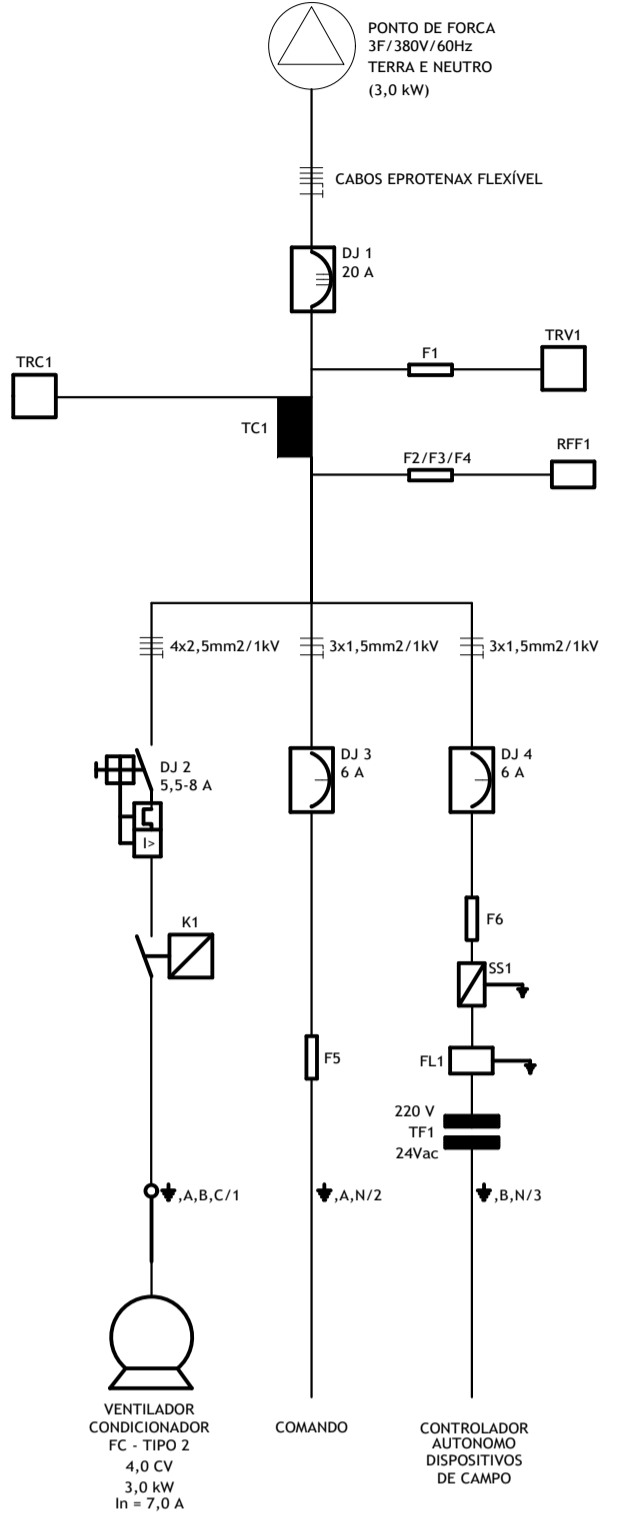 PONTO DE FORCA
3F/380V/60Hz
TERRA E NEUTRO
(3,0 kW)
CABOS EPROTENAX FLEXÍVEL
DJ 1
20 A
TRC1
TC1
F1
TRV1
F2/F3/F4
RFF1
4x2,5mm2/1kV
3x1,5mm2/1kV
3x1,5mm2/1kV
DJ 2
5,5-8 A
I>
DJ 3
6 A
DJ 4
6 A
K1
F6
SS1
F5
FL1
220 V
TF1
24Vac
,A,B,C/1
,A,N/2
,B,N/3
VENTILADOR
CONDICIONADOR
FC - TIPO 2
4,0 CV
3,0 kW
In = 7,0 A
COMANDO
CONTROLADOR
AUTONOMO
DISPOSITIVOS
DE CAMPO